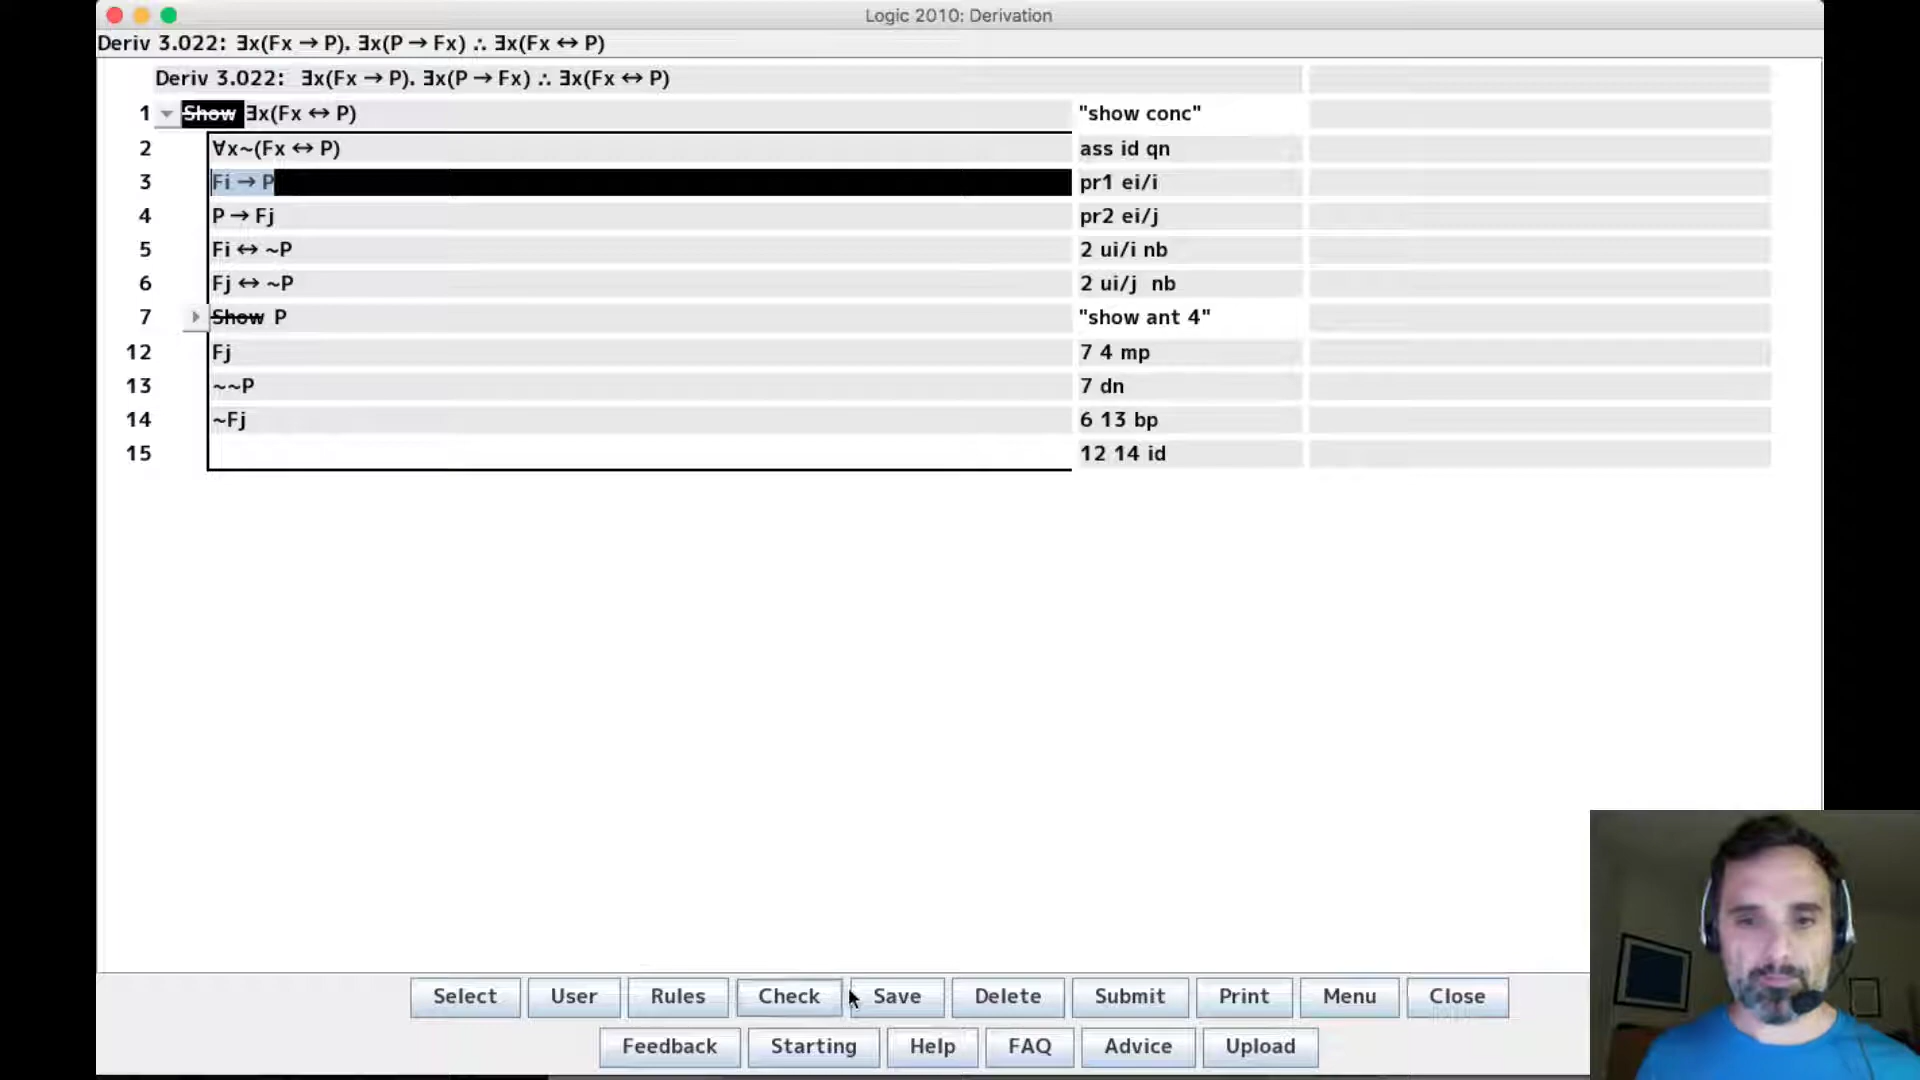 Logic 2010: Derivation
Deriv 3.022: ∃x(Fx → P). ∃x(P → Fx) ∴ ∃x(Fx ↔ P)
Deriv 3.022: ∃x(Fx → P). ∃x(P → Fx) ∴ ∃x(Fx ↔ P)
1 Show ∃x(Fx ↔ P) "show conc"
2 ∀x~(Fx ↔ P) ass id qn
3 Fi → P pr1 ei/i
4 P → Fj pr2 ei/j
5 Fi ↔ ~P 2 ui/i nb
6 Fj ↔ ~P 2 ui/j nb
7 Show P "show ant 4"
12 Fj 7 4 mp
13 ~~P 7 dn
14 ~Fj 6 13 bp
15 12 14 id
Select User Rules Check Save Delete Submit Print Menu Close
Feedback Starting Help FAQ Advice Upload